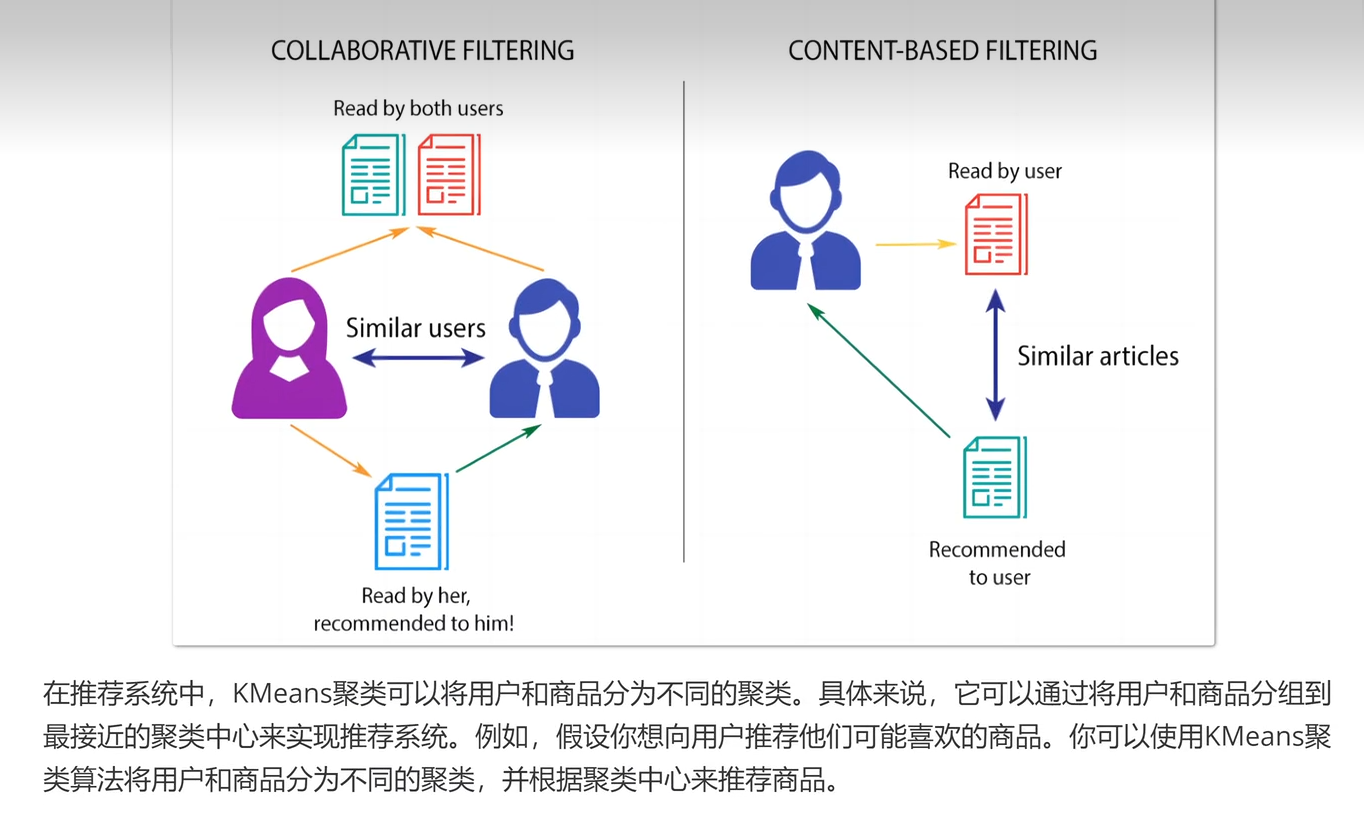 COLLABORATIVE FILTERING
Read by both users
Similar users
Read by her,
recommended to him!
CONTENT-BASED FILTERING
Read by user
Similar articles
Recommended
to user
在推荐系统中，KMeans聚类可以将用户和商品分为不同的聚类。具体来说，它可以通过将用户和商品分组到
最接近的聚类中心来实现推荐系统。例如，假设你想向用户推荐他们可能喜欢的商品。你可以使用KMeans聚
类算法将用户和商品分为不同的聚类，并根据聚类中心来推荐商品。